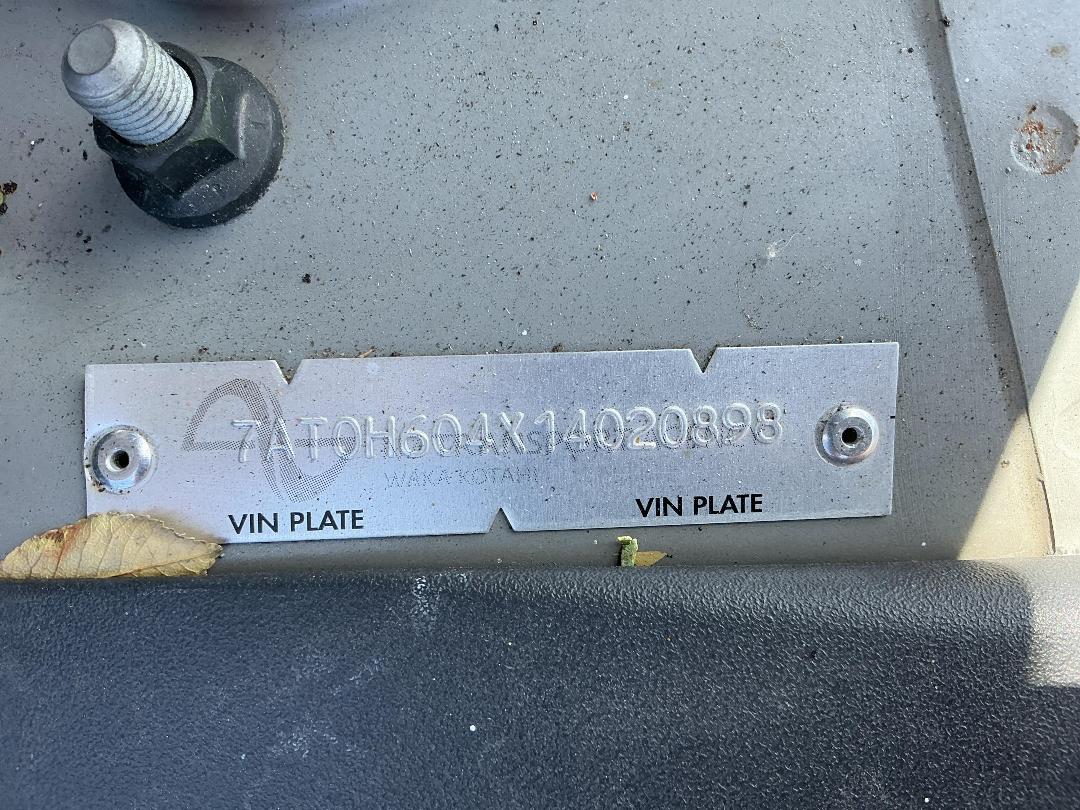 7AT0H604X14020898
WAKA KOTAHI
VIN PLATE
VIN PLATE